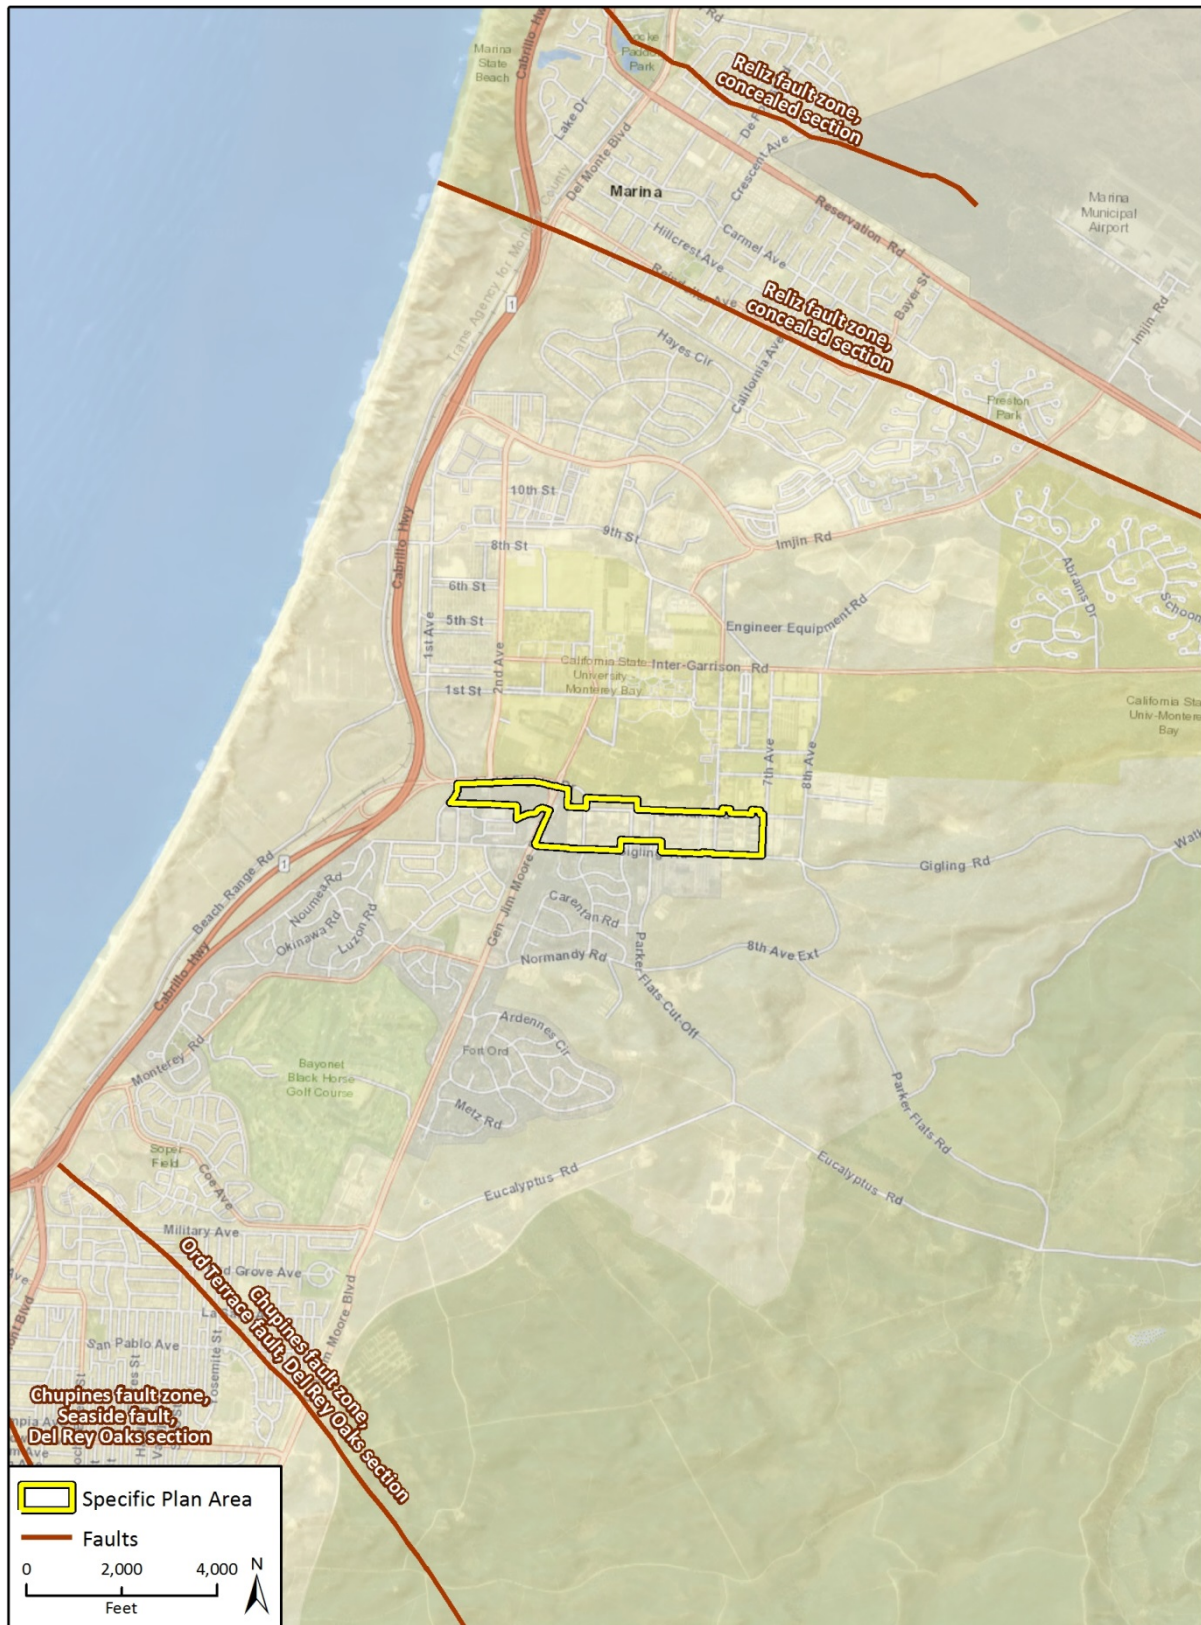 Marina
State
Beach
Cabrillo Hwy
Park
Reliz fault zone,
concealed section
Lake Dr
Del Monte Blvd
Crescent Ave
Marina
Marina
Municipal
Airport
Reservation Rd
Carmel Ave
Hillcrest Ave
Bayer St
Imjin Rd
Reliz fault zone,
concealed section
1
Hayes Cir
California Ave
Preston
Park
10th St
9th St
8th St
Imjin Rd
Cabrillo Hwy
6th St
Abrams Dr
5th St
1st Ave
Engineer Equipment Rd
2nd Ave
California State
University
Monterey Bay
Inter-Garrison Rd
1st St
Bay
7th Ave
8th Ave
1
Beach Range Rd
Gigling Rd
Noumea Rd
Okinawa Rd
Luzon Rd
Gen Jim Moore
Carentan Rd
Normandy Rd
8th Ave Ext
Parker Flats Cut-Off
Cabrillo Hwy
Ardennes Cir
Fort Ord
Bayonet
Black Horse
Golf Course
Monterey Rd
Metz Rd
Parker Flats Rd
Soper
Field
Coe Ave
Eucalyptus Rd
Eucalyptus Rd
Military Ave
d Grove Ave
Chupines fault zone,
Ord Terrace fault, Del Rey Oaks section
m Moore Blvd
San Pablo Ave
Chupines fault zone,
Seaside fault,
Del Rey Oaks section
Specific Plan Area
Faults
0 2,000 4,000
Feet
N